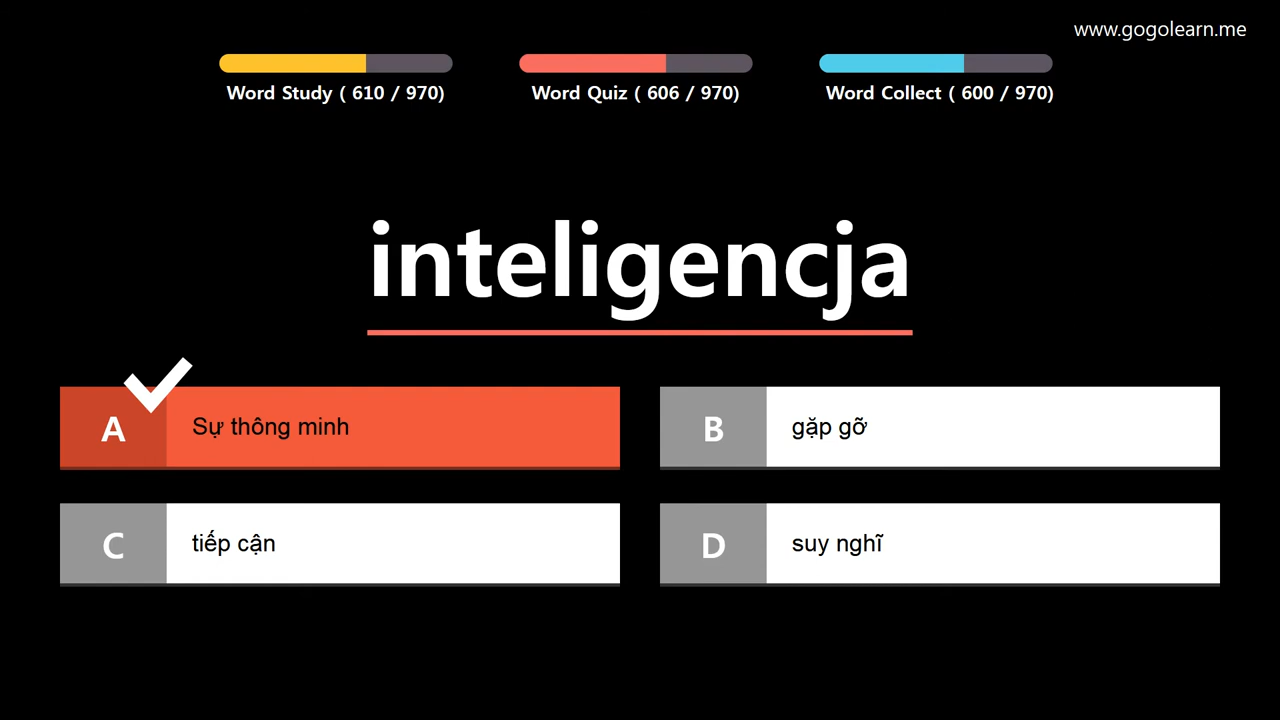 www.gogolearn.me
Word Study ( 610 / 970)
Word Quiz ( 606 / 970)
Word Collect ( 600 / 970)
inteligencja
A
Sự thông minh
B
gặp gỡ
C
tiếp cận
D
suy nghĩ